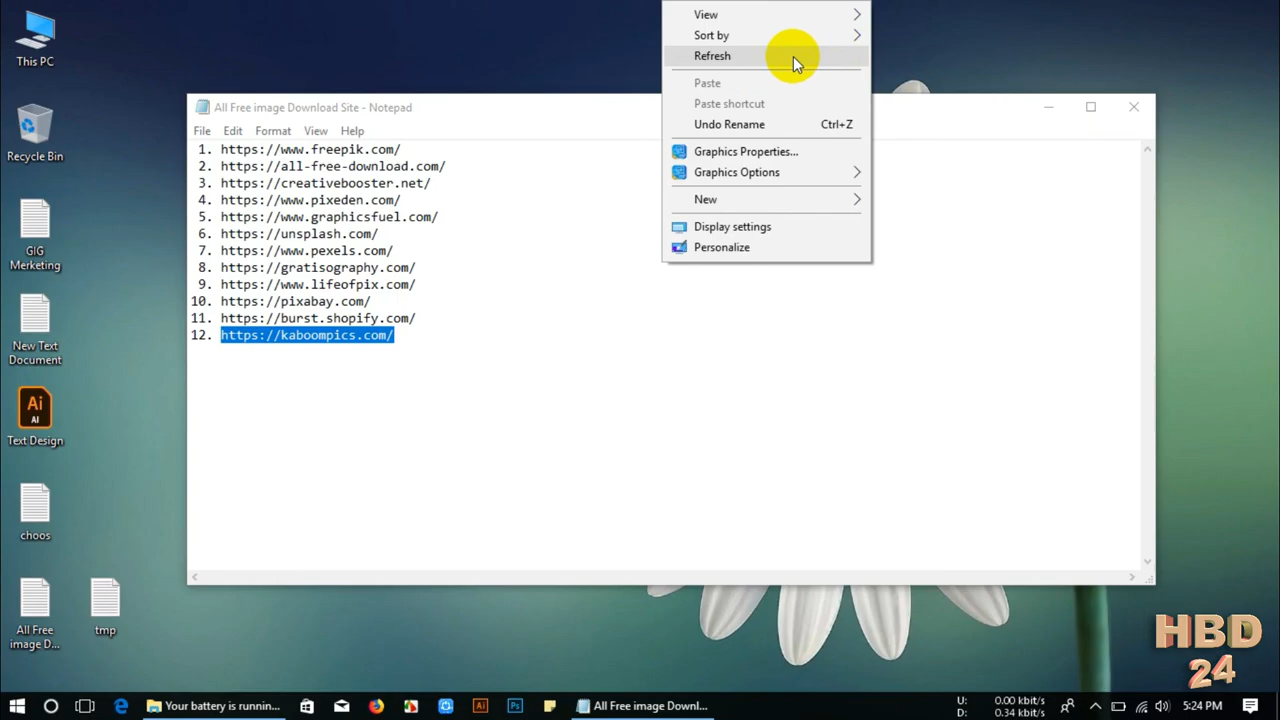 This PC
Recycle Bin
GIG
Merketing
New Text
Document
Ai
AI
Text Design
choos
All Free
image D...
tmp
All Free image Download Site - Notepad
File Edit Format View Help
1. https://www.freepik.com/
2. https://all-free-download.com/
3. https://creativebooster.net/
4. https://www.pixeden.com/
5. https://www.graphicsfuel.com/
6. https://unsplash.com/
7. https://www.pexels.com/
8. https://gratisography.com/
9. https://www.lifeofpix.com/
10. https://pixabay.com/
11. https://burst.shopify.com/
12. https://kaboompics.com/
View
Sort by
Refresh
Paste
Paste shortcut
Undo Rename Ctrl+Z
Graphics Properties...
Graphics Options
New
Display settings
Personalize
HBD
24
Your battery is runnin...
Ai
Ps
All Free image Downl...
U: 0.00 kbit/s
D: 0.34 kbit/s
5:24 PM